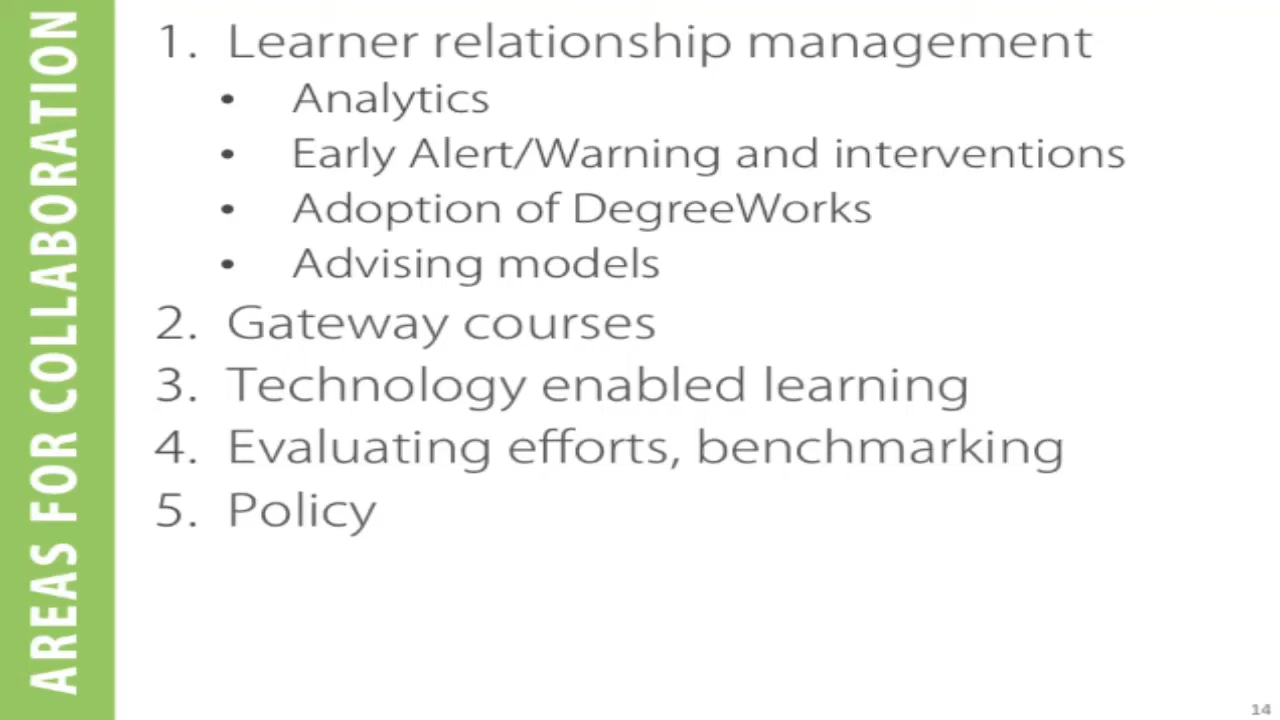 AREAS FOR COLLABORATION
1. Learner relationship management
• Analytics
• Early Alert/Warning and interventions
• Adoption of DegreeWorks
• Advising models
2. Gateway courses
3. Technology enabled learning
4. Evaluating efforts, benchmarking
5. Policy
14